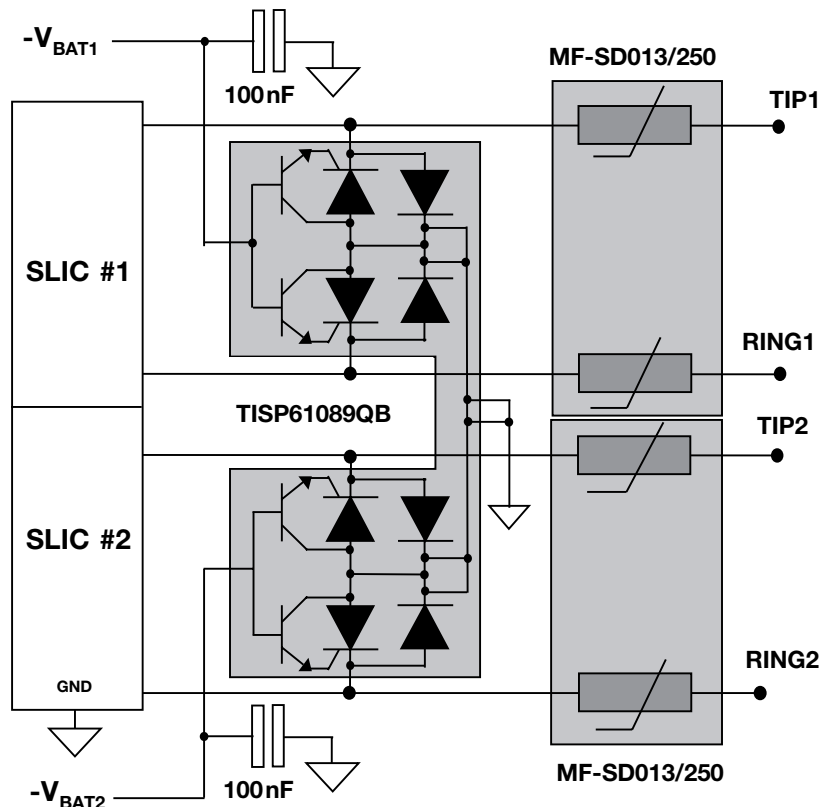 -VBAT1
100nF
MF-SD013/250
TIP1
SLIC #1
RING1
TISP61089QB
TIP2
SLIC #2
RING2
GND
100nF
MF-SD013/250
-VBAT2